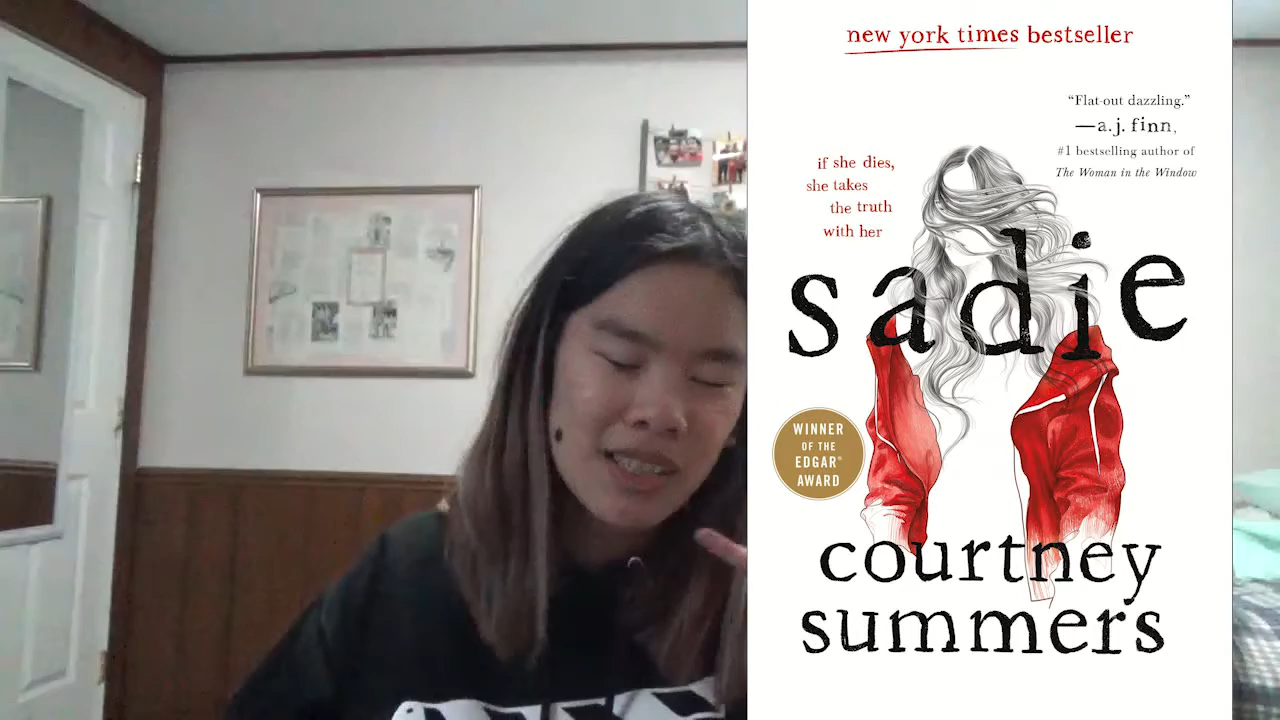 new york times bestseller
“Flat-out dazzling.”
—a.j. finn,
#1 bestselling author of
The Woman in the Window
if she dies,
she takes
the truth
with her
sadie
WINNER
OF THE
EDGAR®
AWARD
courtney
summers